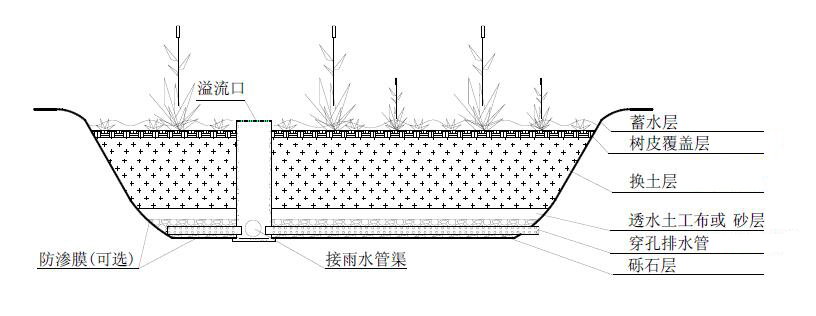 溢流口
蓄水层
树皮覆盖层
换土层
透水土工布或 砂层
穿孔排水管
砾石层
防渗膜(可选)
接雨水管渠